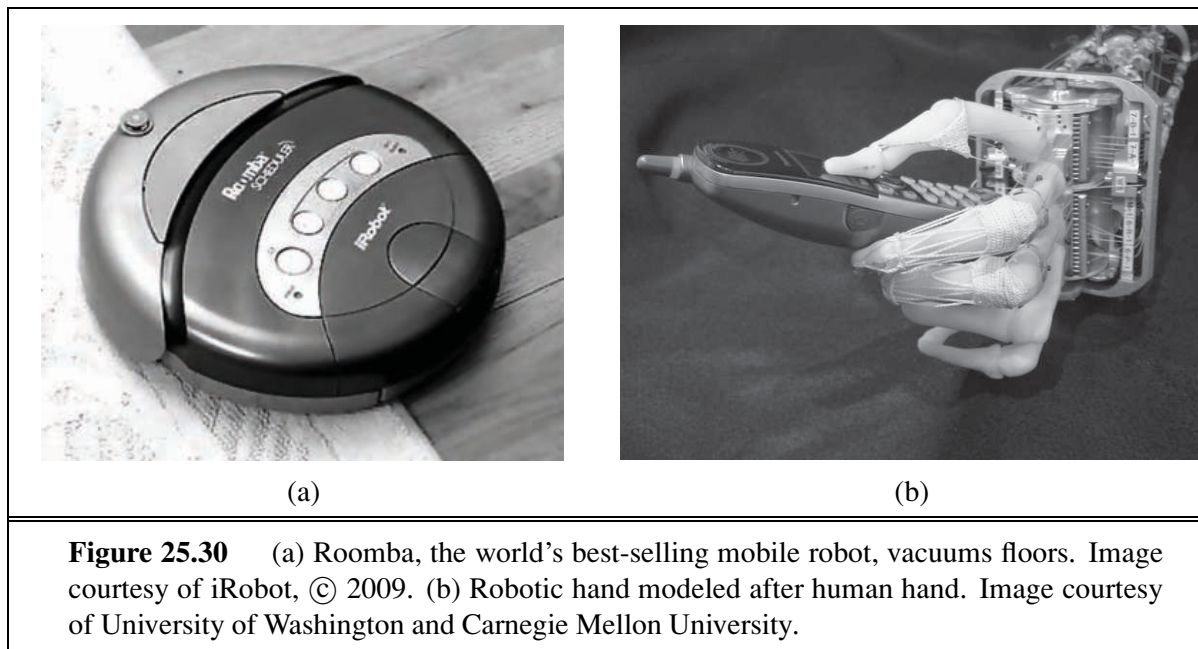 Roomba
SCHEDULER
iRobot
(a)
(b)
Figure 25.30 (a) Roomba, the world's best-selling mobile robot, vacuums floors. Image
courtesy of iRobot, © 2009. (b) Robotic hand modeled after human hand. Image courtesy
of University of Washington and Carnegie Mellon University.